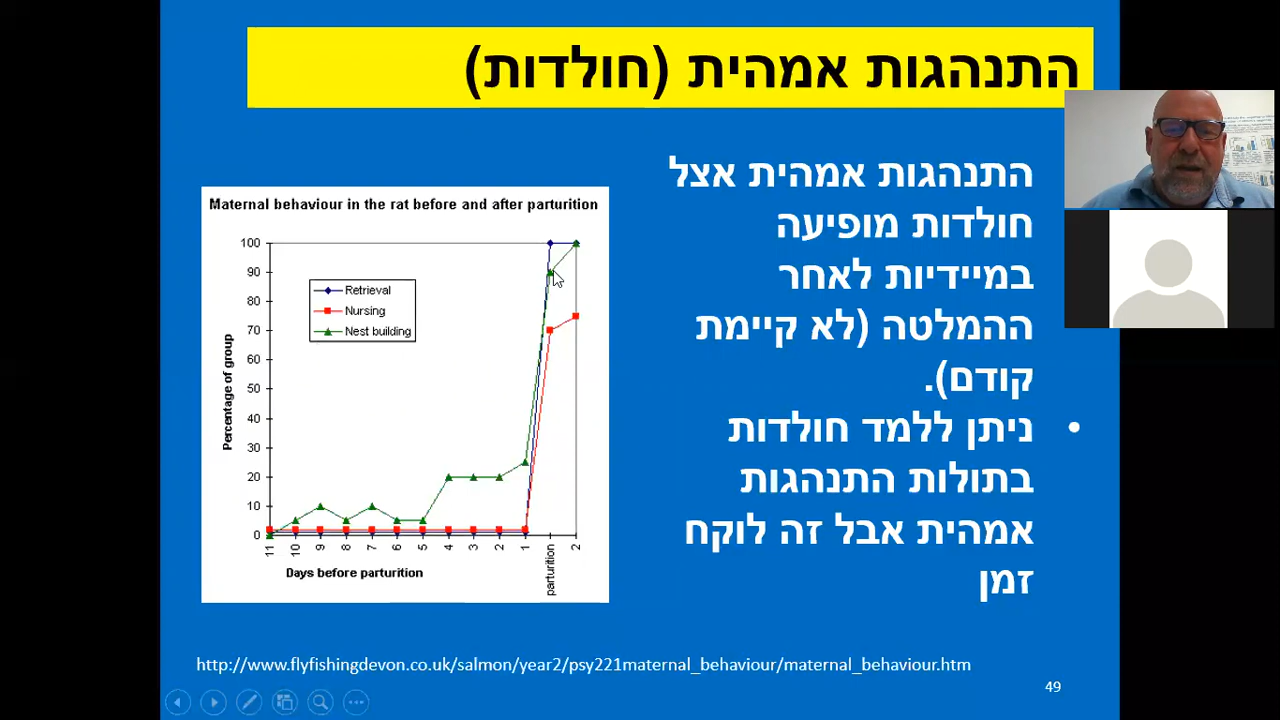 התנהגות אמהית (חולדות)
התנהגות אמהית אצל
חולדות מופיעה
במיידיות לאחר
ההמלטה (לא קיימת
קודם).
• ניתן ללמד חולדות
בתולות התנהגות
אמהית אבל זה לוקח
זמן
Maternal behaviour in the rat before and after parturition
Percentage of group
100
90
80
70
60
50
40
30
20
10
0
Retrieval
Nursing
Nest building
11 10 9 8 7 6 5 4 3 2 1 parturition 2
Days before parturition
http://www.flyfishingdevon.co.uk/salmon/year2/psy221maternal_behaviour/maternal_behaviour.htm
49